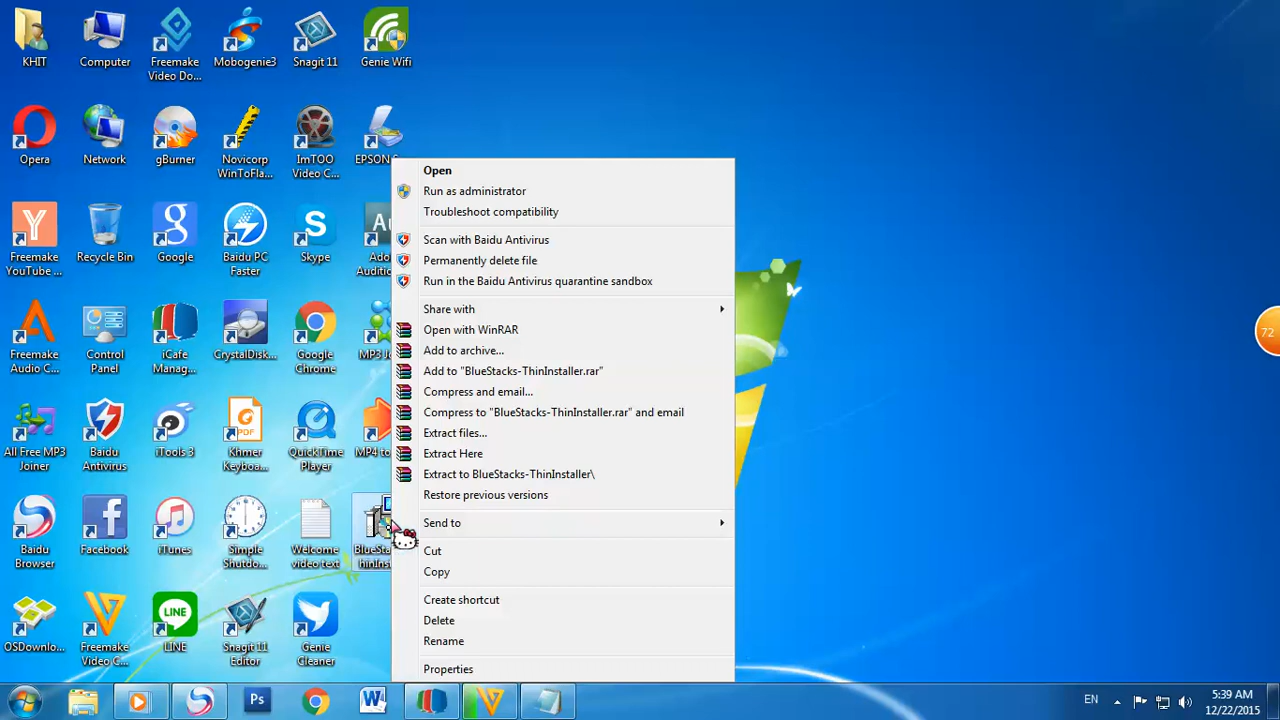 KHIT
Computer
Freemake
Video Do...
Mobogenie3
Snagit 11
Genie Wifi
Opera
Network
gBurner
Novicorp
WinToFla...
ImTOO
Video C...
EPSON
Freemake
YouTube ...
Recycle Bin
Google
Baidu PC
Faster
Skype
Ado
Auditio
Freemake
Audio C...
Control
Panel
iCafe
Manag...
CrystalDisk...
Google
Chrome
MP3 Jo
All Free MP3
Joiner
Baidu
Antivirus
iTools 3
Khmer
Keyboa...
QuickTime
Player
MP4 to
Baidu
Browser
Facebook
iTunes
Simple
Shutdo...
Welcome
video text
BlueSta
hinInst
OSDownlo...
Freemake
Video C...
LINE
Snagit 11
Editor
Genie
Cleaner
Open
Run as administrator
Troubleshoot compatibility
Scan with Baidu Antivirus
Permanently delete file
Run in the Baidu Antivirus quarantine sandbox
Share with
Open with WinRAR
Add to archive...
Add to "BlueStacks-ThinInstaller.rar"
Compress and email...
Compress to "BlueStacks-ThinInstaller.rar" and email
Extract files...
Extract Here
Extract to BlueStacks-ThinInstaller\
Restore previous versions
Send to
Cut
Copy
Create shortcut
Delete
Rename
Properties
72
Ps
EN
5:39 AM
12/22/2015